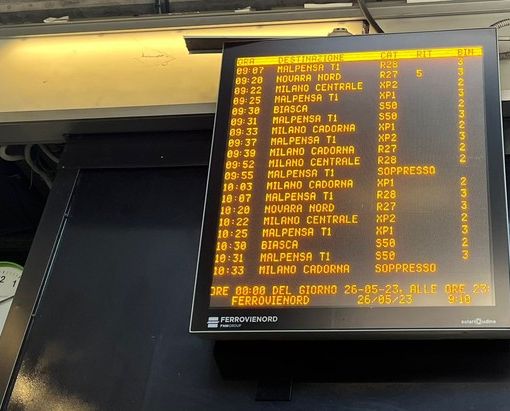 ORA DESTINAZIONE CAT RIT BIN
09:07 MALPENSA T1 R28 3
09:20 NOVARA NORD R27 5 3
09:22 MILANO CENTRALE XP2 2
09:25 MALPENSA T1 XP1 3
09:30 BIASCA S50 2
09:31 MALPENSA T1 S50 3
09:33 MILANO CADORNA XP1 2
09:37 MALPENSA T1 XP2 3
09:39 MILANO CADORNA R27 2
09:52 MILANO CENTRALE R28 2
09:55 MALPENSA T1 SOPPRESSO
10:03 MILANO CADORNA XP1 2
10:07 MALPENSA T1 R28 3
10:20 NOVARA NORD R27 3
10:22 MILANO CENTRALE XP2 2
10:25 MALPENSA T1 XP1 3
10:30 BIASCA S50 2
10:31 MALPENSA T1 S50 3
10:33 MILANO CADORNA SOPPRESSO
ORE 00:00 DEL GIORNO 26-05-23, ALLE ORE 23:
FERROVIENORD 26/05/23 9:10
FERROVIENORD
FNMGROUP
solari udine